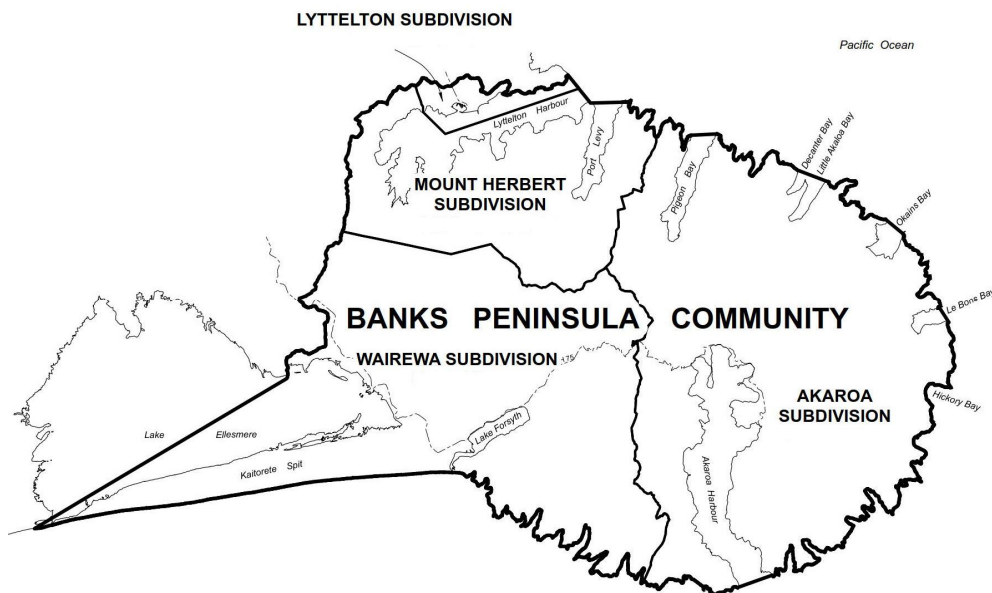 LYTTELTON SUBDIVISION
Pacific Ocean
Lyttelton Harbour
Port Levy
Pigeon Bay
Decanter Bay
Little Akaloa Bay
Okains Bay
MOUNT HERBERT
SUBDIVISION
Le Bons Bay
BANKS PENINSULA COMMUNITY
WAIREWA SUBDIVISION
75
AKAROA
SUBDIVISION
Hickory Bay
Lake Ellesmere
Lake Forsyth
Kaitorete Spit
Akaroa Harbour